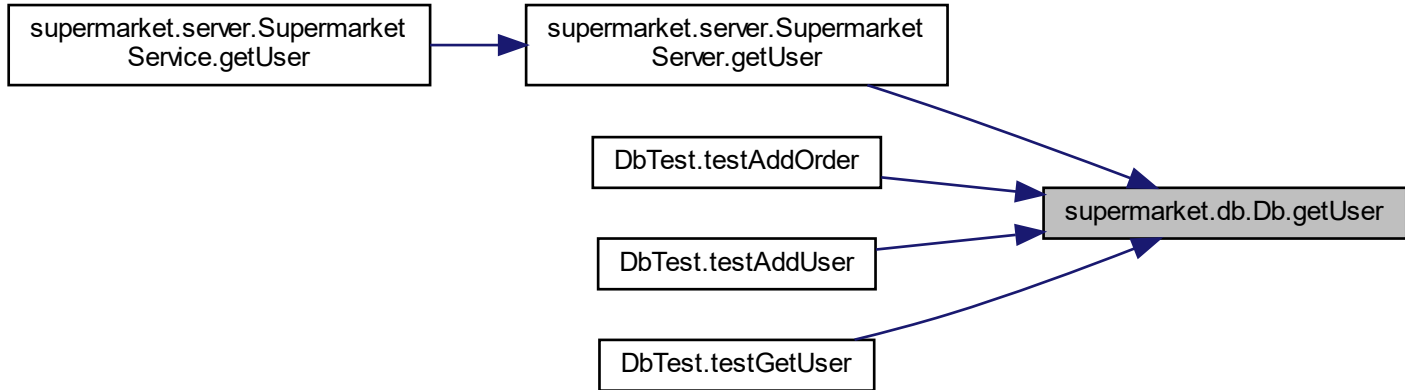 supermarket.server.Supermarket
Service.getUser
supermarket.server.Supermarket
Server.getUser
DbTest.testAddOrder
supermarket.db.Db.getUser
DbTest.testAddUser
DbTest.testGetUser